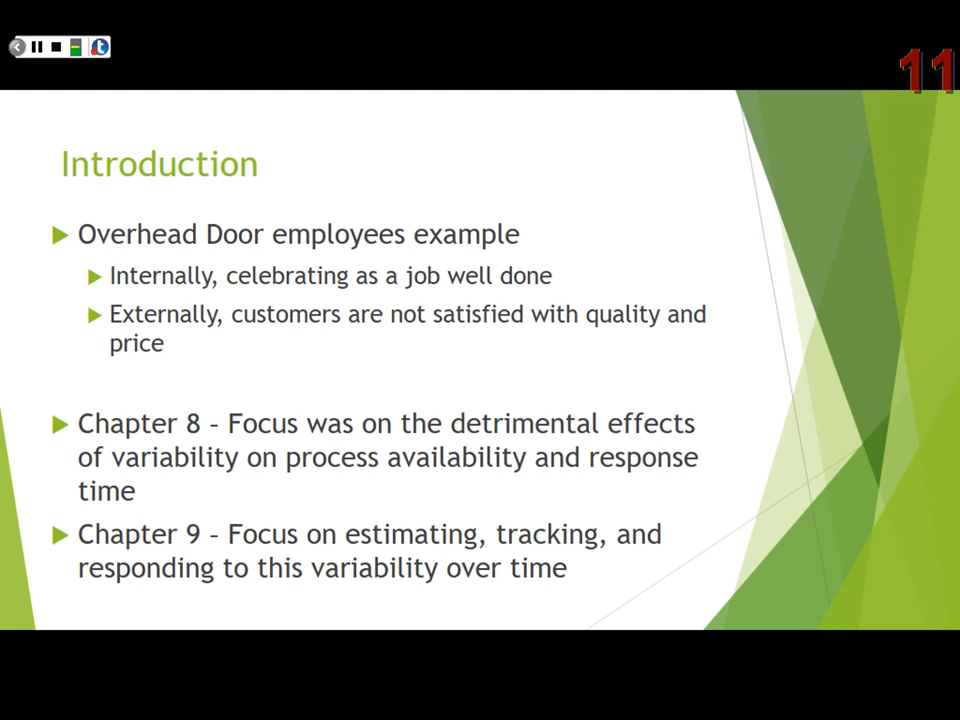 11
Introduction
Overhead Door employees example
Internally, celebrating as a job well done
Externally, customers are not satisfied with quality and
price
Chapter 8 – Focus was on the detrimental effects
of variability on process availability and response
time
Chapter 9 – Focus on estimating, tracking, and
responding to this variability over time